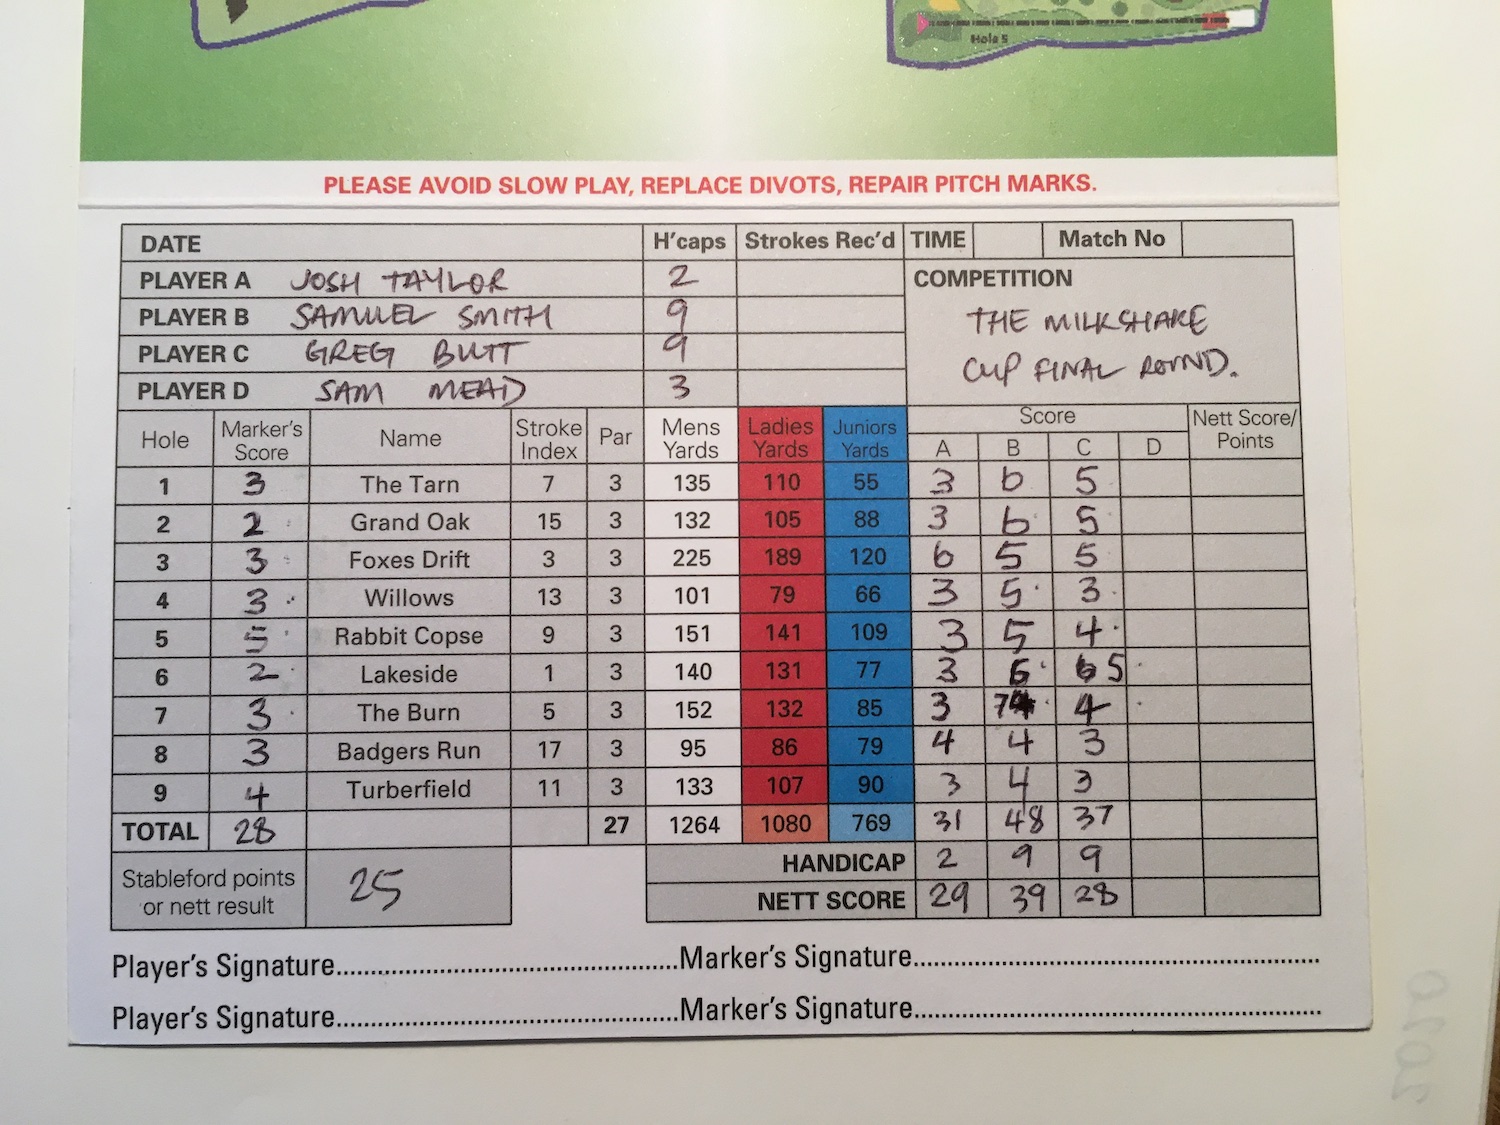 Hole 5
PLEASE AVOID SLOW PLAY, REPLACE DIVOTS, REPAIR PITCH MARKS.
DATE H'caps Strokes Rec'd TIME Match No
PLAYER A JOSH TAYLOR 2 COMPETITION
PLAYER B SAMUEL SMITH 9 THE MILKSHAKE
PLAYER C GREG BUTT 9 CUP FINAL ROUND.
PLAYER D SAM MEAD 3
Hole Marker's Score Name Stroke Index Par Mens Yards Ladies Yards Juniors Yards Score A B C D Nett Score/ Points
1 3 The Tarn 7 3 135 110 55 3 6 5
2 2 Grand Oak 15 3 132 105 88 3 6 5
3 3 Foxes Drift 3 3 225 189 120 6 5 5
4 3 Willows 13 3 101 79 66 3 5 3
5 5 Rabbit Copse 9 3 151 141 109 3 5 4
6 2 Lakeside 1 3 140 131 77 3 6 5
7 3 The Burn 5 3 152 132 85 3 7 4
8 3 Badgers Run 17 3 95 86 79 4 4 3
9 4 Turberfield 11 3 133 107 90 3 4 3
TOTAL 28 27 1264 1080 769 31 48 37
HANDICAP 2 9 9
Stableford points or nett result 25 NETT SCORE 29 39 28
Player's Signature Marker's Signature
Player's Signature Marker's Signature